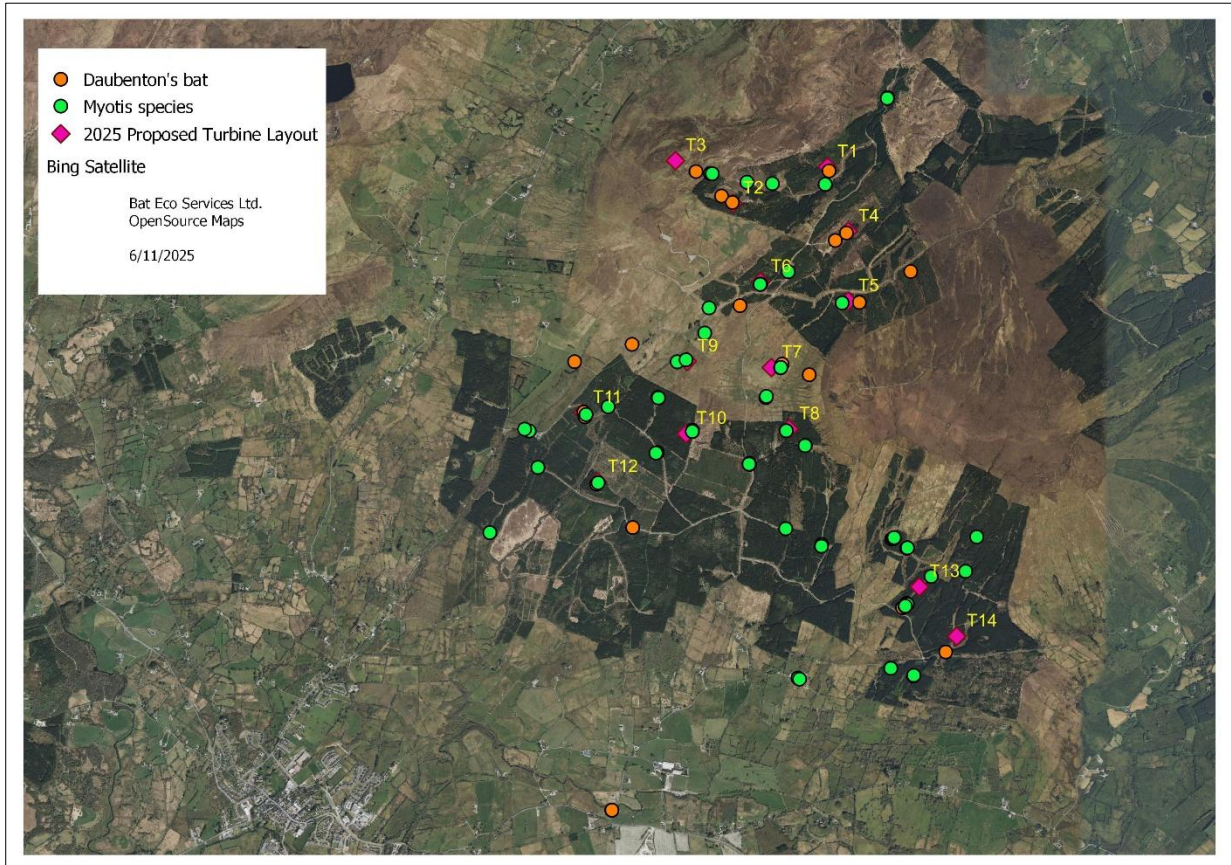 Daubenton's bat
Myotis species
2025 Proposed Turbine Layout
Bing Satellite
Bat Eco Services Ltd.
OpenSource Maps
6/11/2025
T3
T1
T2
T4
T6
T5
T9
T7
T11
T10
T8
T12
T13
T14